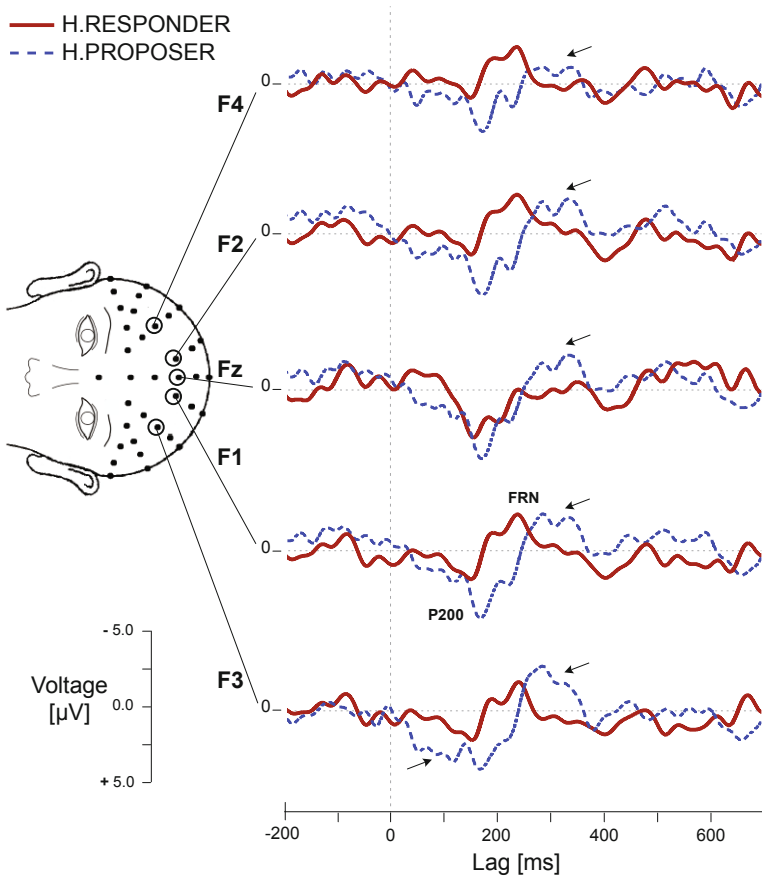 H.RESPONDER
H.PROPOSER
F4
0
F2
0
Fz
0
FRN
F1
0
P200
F3
0
- 5.0
Voltage
[µV]
0.0
+ 5.0
-200
0
200
400
600
Lag [ms]